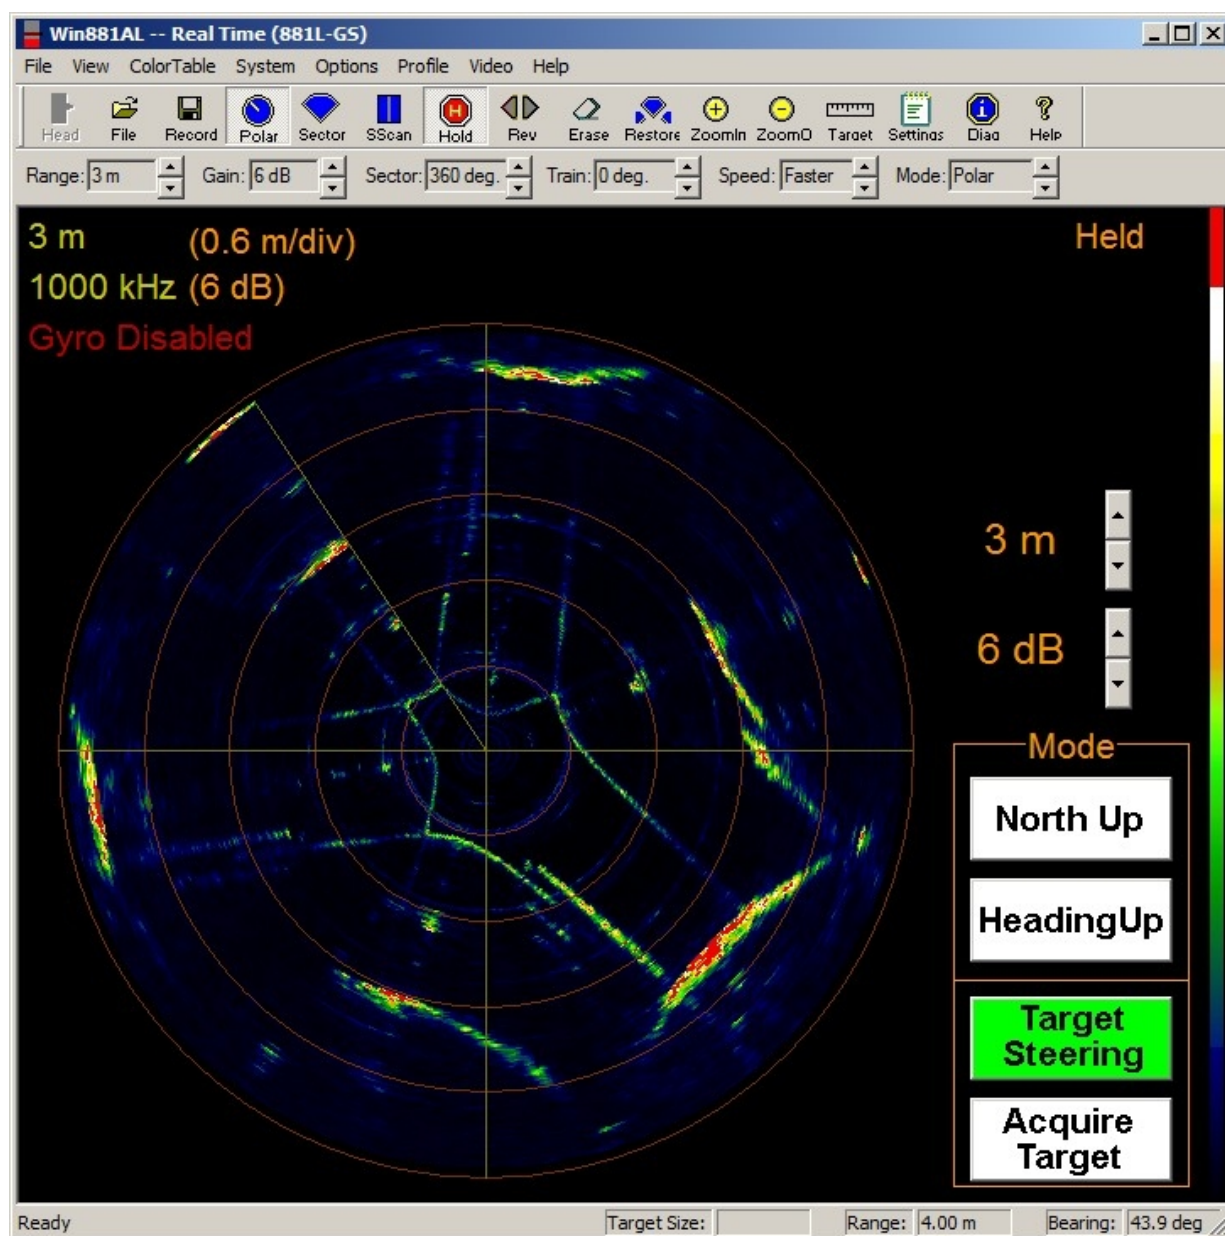 Win881AL -- Real Time (881L-GS)
File View ColorTable System Options Profile Video Help
Head File Record Polar Sector SScan Hold Rev Erase Restore ZoomIn ZoomO Target Settings Diag Help
Range: 3 m Gain: 6 dB Sector: 360 deg. Train: 0 deg. Speed: Faster Mode: Polar
3 m (0.6 m/div) Held
1000 kHz (6 dB)
Gyro Disabled
3 m
6 dB
Mode
North Up
HeadingUp
Target
Steering
Acquire
Target
Ready Target Size: Range: 4.00 m Bearing: 43.9 deg